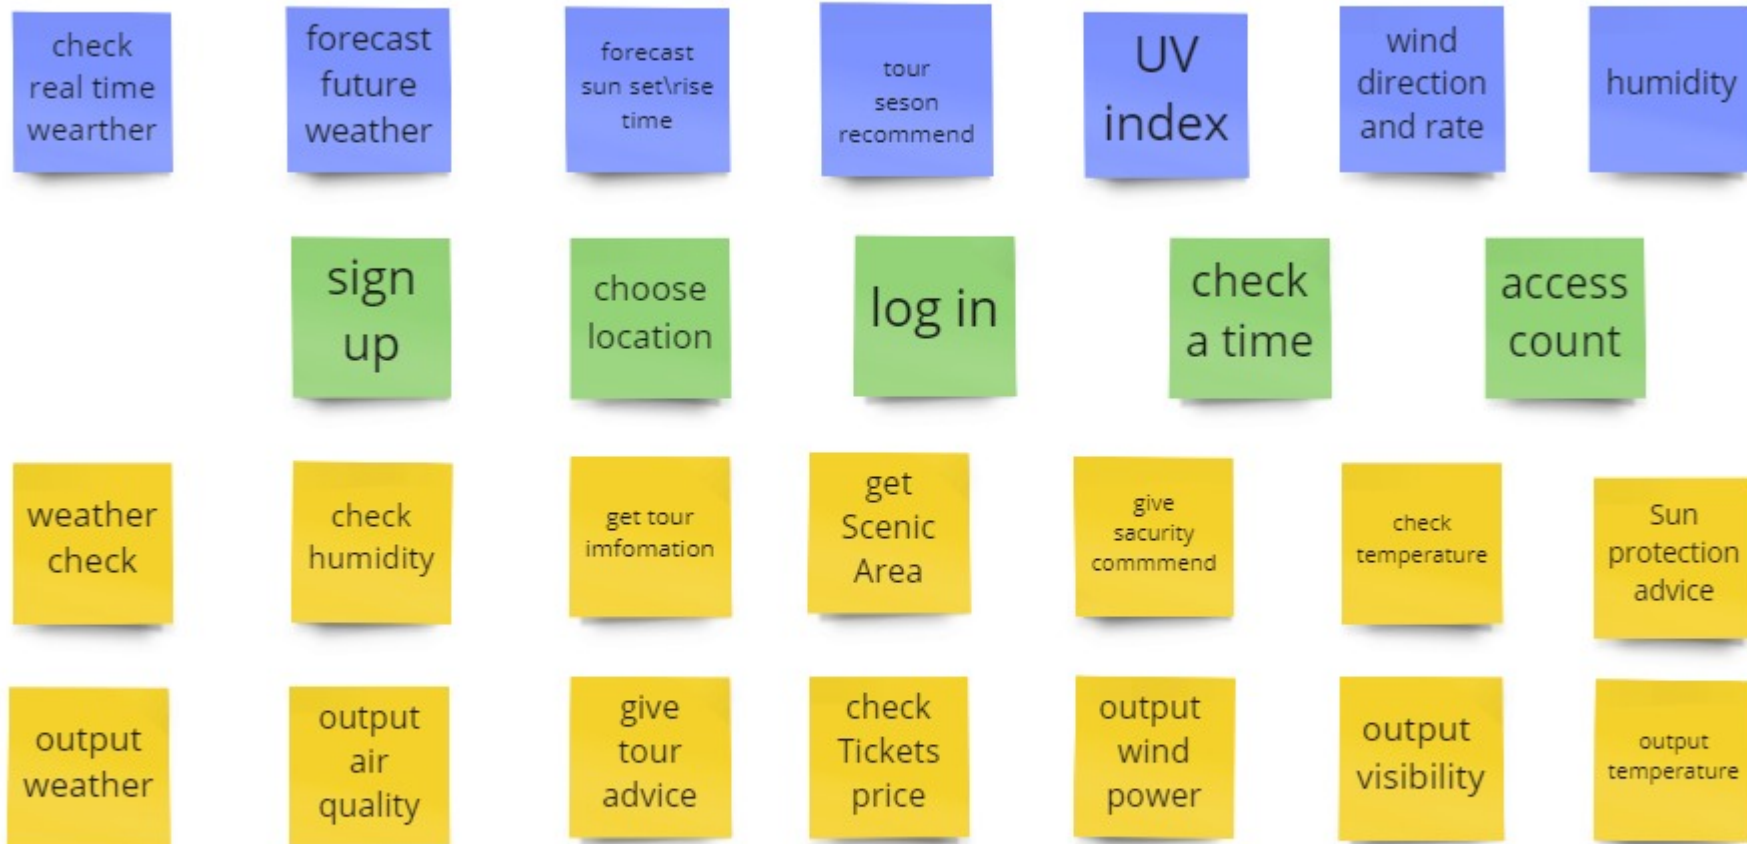 check
real time
wearther
forecast
future
weather
forecast
sun set\rise
time
tour
seson
recommend
UV
index
wind
direction
and rate
humidity
sign
up
choose
location
log in
check
a time
access
count
weather
check
check
humidity
get tour
imfomation
get
Scenic
Area
give
sacurity
commmend
check
temperature
Sun
protection
advice
output
weather
output
air
quality
give
tour
advice
check
Tickets
price
output
wind
power
output
visibility
output
temperature